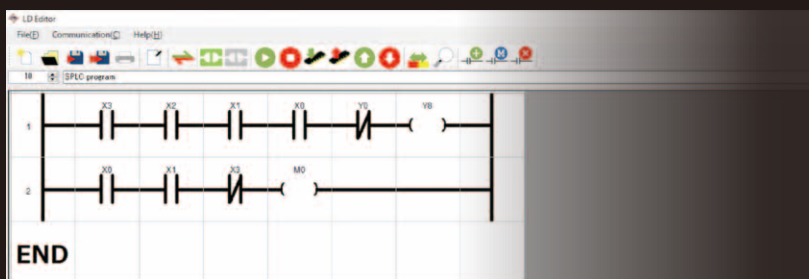 LD Editor
File(F) Communication(C) Help(H)
10 SPLC program
X3 X2 X1 X0 Y0 Y8
1
X0 X1 X3 M0
2
END